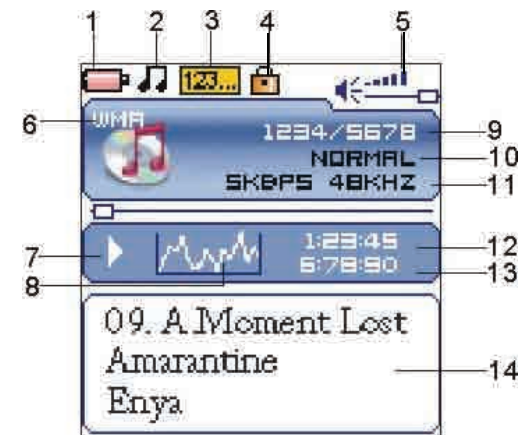 1 2 3 4 5
123...
6 WMA
1234/5678 9
NORMAL 10
5KBPS 48KHZ 11
7
1:23:45 12
6:78:90 13
8
09. A Moment Lost
Amarantine 14
Enya